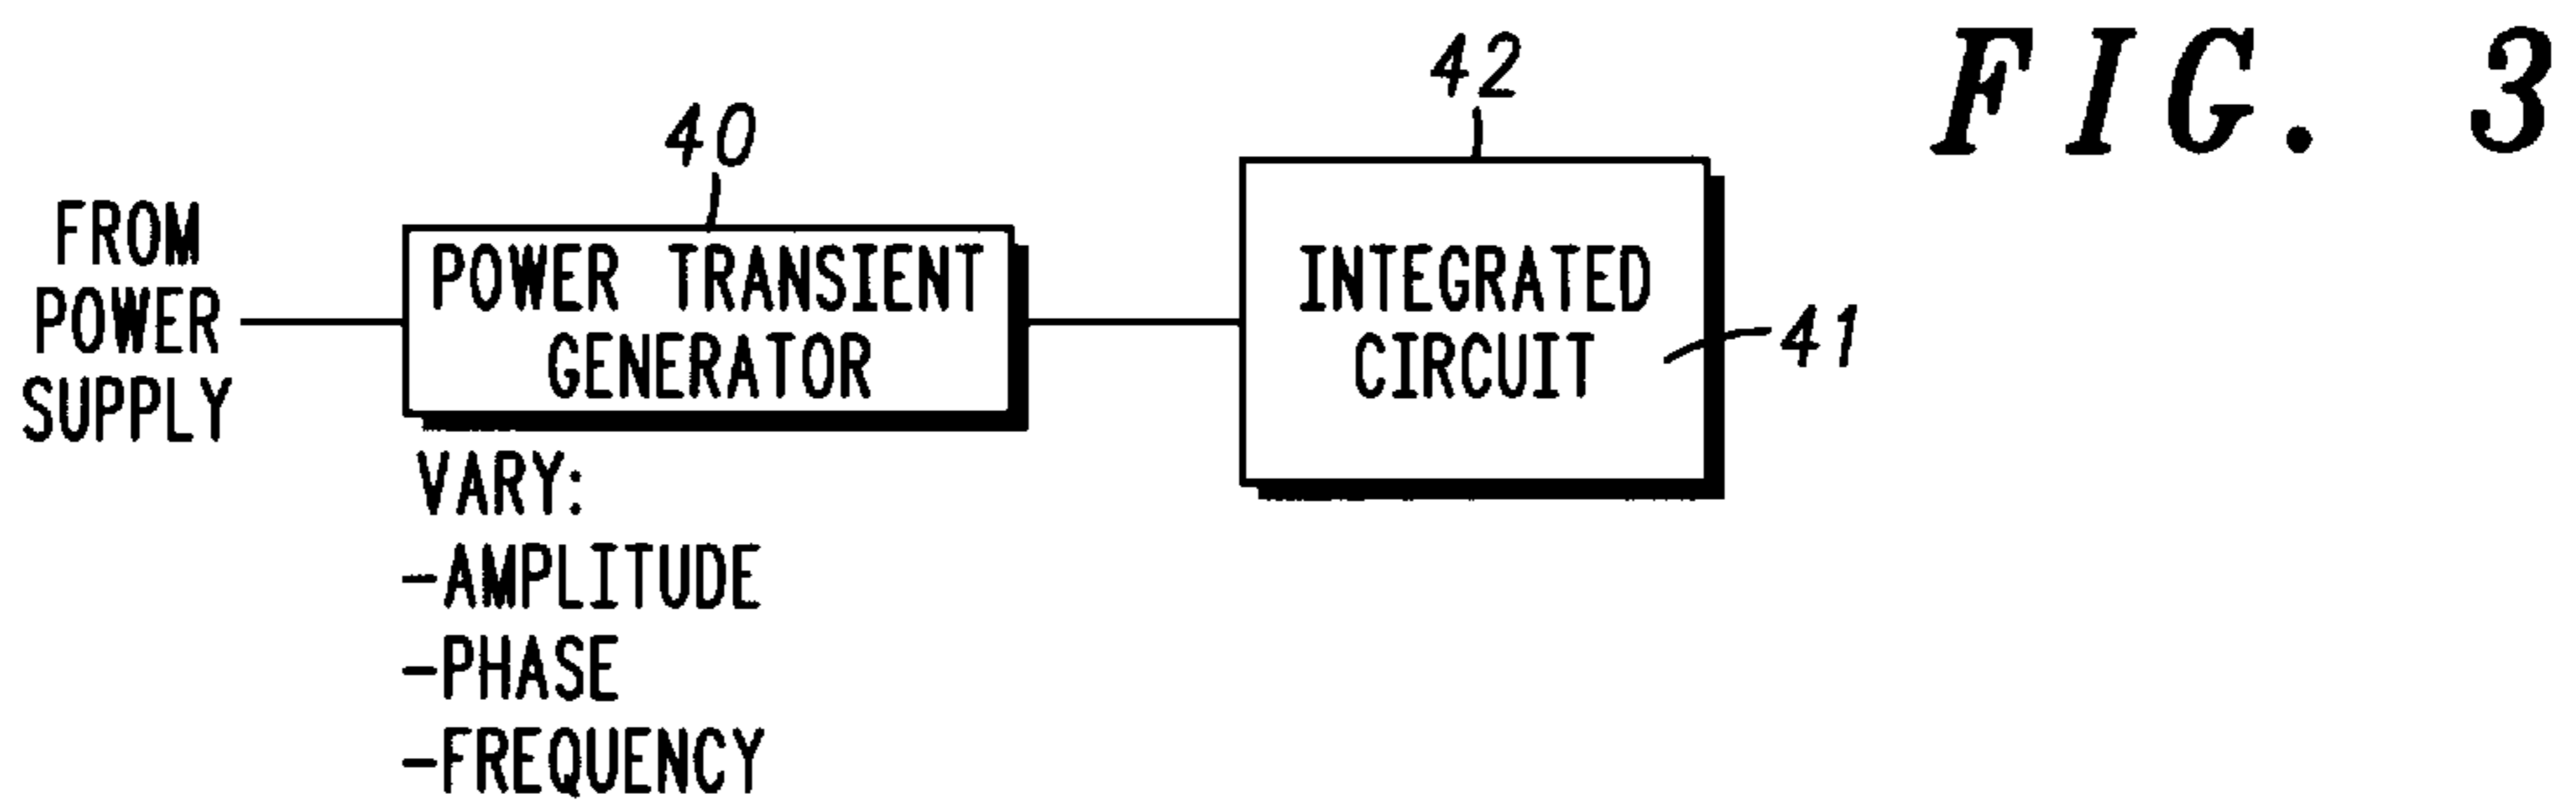 FIG. 3
FROM
POWER
SUPPLY
40
POWER TRANSIENT
GENERATOR
VARY:
-AMPLITUDE
-PHASE
-FREQUENCY
42
INTEGRATED
CIRCUIT
41